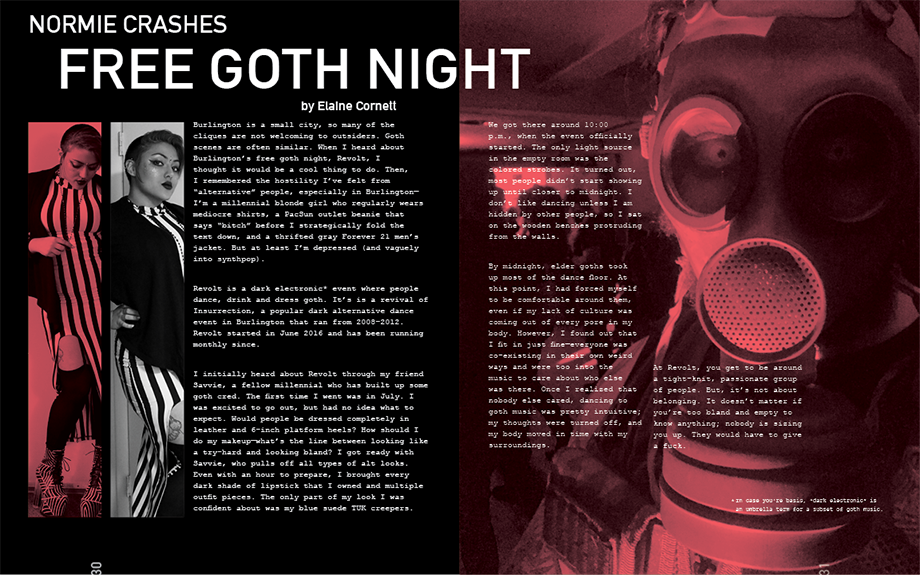 NORMIE CRASHES
FREE GOTH NIGHT
by Elaine Cornett
Burlington is a small city, so many of the
cliques are not welcoming to outsiders. Goth
scenes are often similar. When I heard about
Burlington's free goth night, Revolt, I
thought it would be a cool thing to do. Then,
I remembered the hostility I've felt from
"alternative" people, especially in Burlington—
I'm a millennial blonde girl who regularly wears
mediocre shirts, a PacSun outlet beanie that
says "bitch" before I strategically fold the
text down, and a thrifted gray Forever 21 men's
jacket. But at least I'm depressed (and vaguely
into synthpop).
Revolt is a dark electronic* event where people
dance, drink and dress goth. It's is a revival of
Insurrection, a popular dark alternative dance
event in Burlington that ran from 2008-2012.
Revolt started in June 2016 and has been running
monthly since.
I initially heard about Revolt through my friend
Savvie, a fellow millennial who has built up some
goth cred. The first time I went was in July. I
was excited to go out, but had no idea what to
expect. Would people be dressed completely in
leather and 6-inch platform heels? How should I
do my makeup—what's the line between looking like
a try-hard and looking bland? I got ready with
Savvie, who pulls off all types of alt looks.
Even with an hour to prepare, I brought every
dark shade of lipstick that I owned and multiple
outfit pieces. The only part of my look I was
confident about was my blue suede TUK creepers.
30
We got there around 10:00
p.m., when the event officially
started. The only light source
in the empty room was the
colored strobes. It turned out,
most people didn't start showing
up until closer to midnight. I
don't like dancing unless I am
hidden by other people, so I sat
on the wooden benches protruding
from the walls.
By midnight, elder goths took
up most of the dance floor. At
this point, I had forced myself
to be comfortable around them,
even if my lack of culture was
coming out of every pore in my
body. However, I found out that
I fit in just fine—everyone was
co-existing in their own weird
ways and were too into the
music to care about who else
was there. Once I realized that
nobody else cared, dancing to
goth music was pretty intuitive;
my thoughts were turned off, and
my body moved in time with my
surroundings.
At Revolt, you get to be around
a tight-knit, passionate group
of people. But, it's not about
belonging. It doesn't matter if
you're too bland and empty to
know anything; nobody is sizing
you up. They would have to give
a fuck.
*in case you're basic, "dark electronic" is
an umbrella term for a subset of goth music.
31